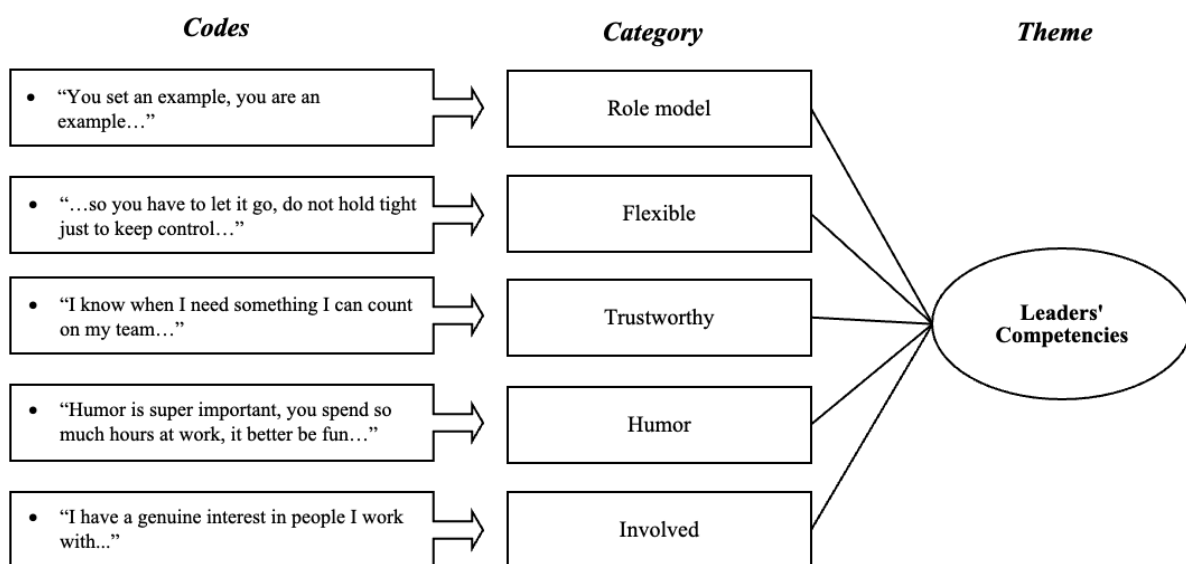 Codes
Category
Theme
• “You set an example, you are an
example…”
Role model
• “…so you have to let it go, do not hold tight
just to keep control…”
Flexible
• “I know when I need something I can count
on my team…”
Trustworthy
Leaders'
Competencies
• “Humor is super important, you spend so
much hours at work, it better be fun…”
Humor
• “I have a genuine interest in people I work
with...”
Involved